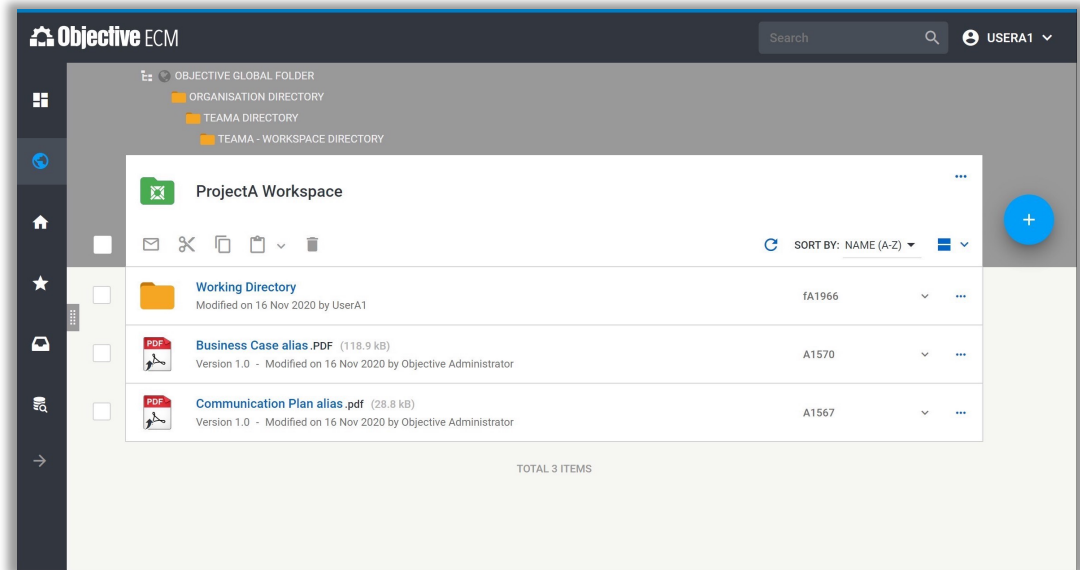 Objective ECM
Search
USERA1
OBJECTIVE GLOBAL FOLDER
ORGANISATION DIRECTORY
TEAMA DIRECTORY
TEAMA - WORKSPACE DIRECTORY
ProjectA Workspace
SORT BY: NAME (A-Z)
Working Directory
Modified on 16 Nov 2020 by UserA1
fA1966
PDF
Business Case alias.PDF (118.9 kB)
Version 1.0 - Modified on 16 Nov 2020 by Objective Administrator
A1570
PDF
Communication Plan alias.pdf (28.8 kB)
Version 1.0 - Modified on 16 Nov 2020 by Objective Administrator
A1567
TOTAL 3 ITEMS